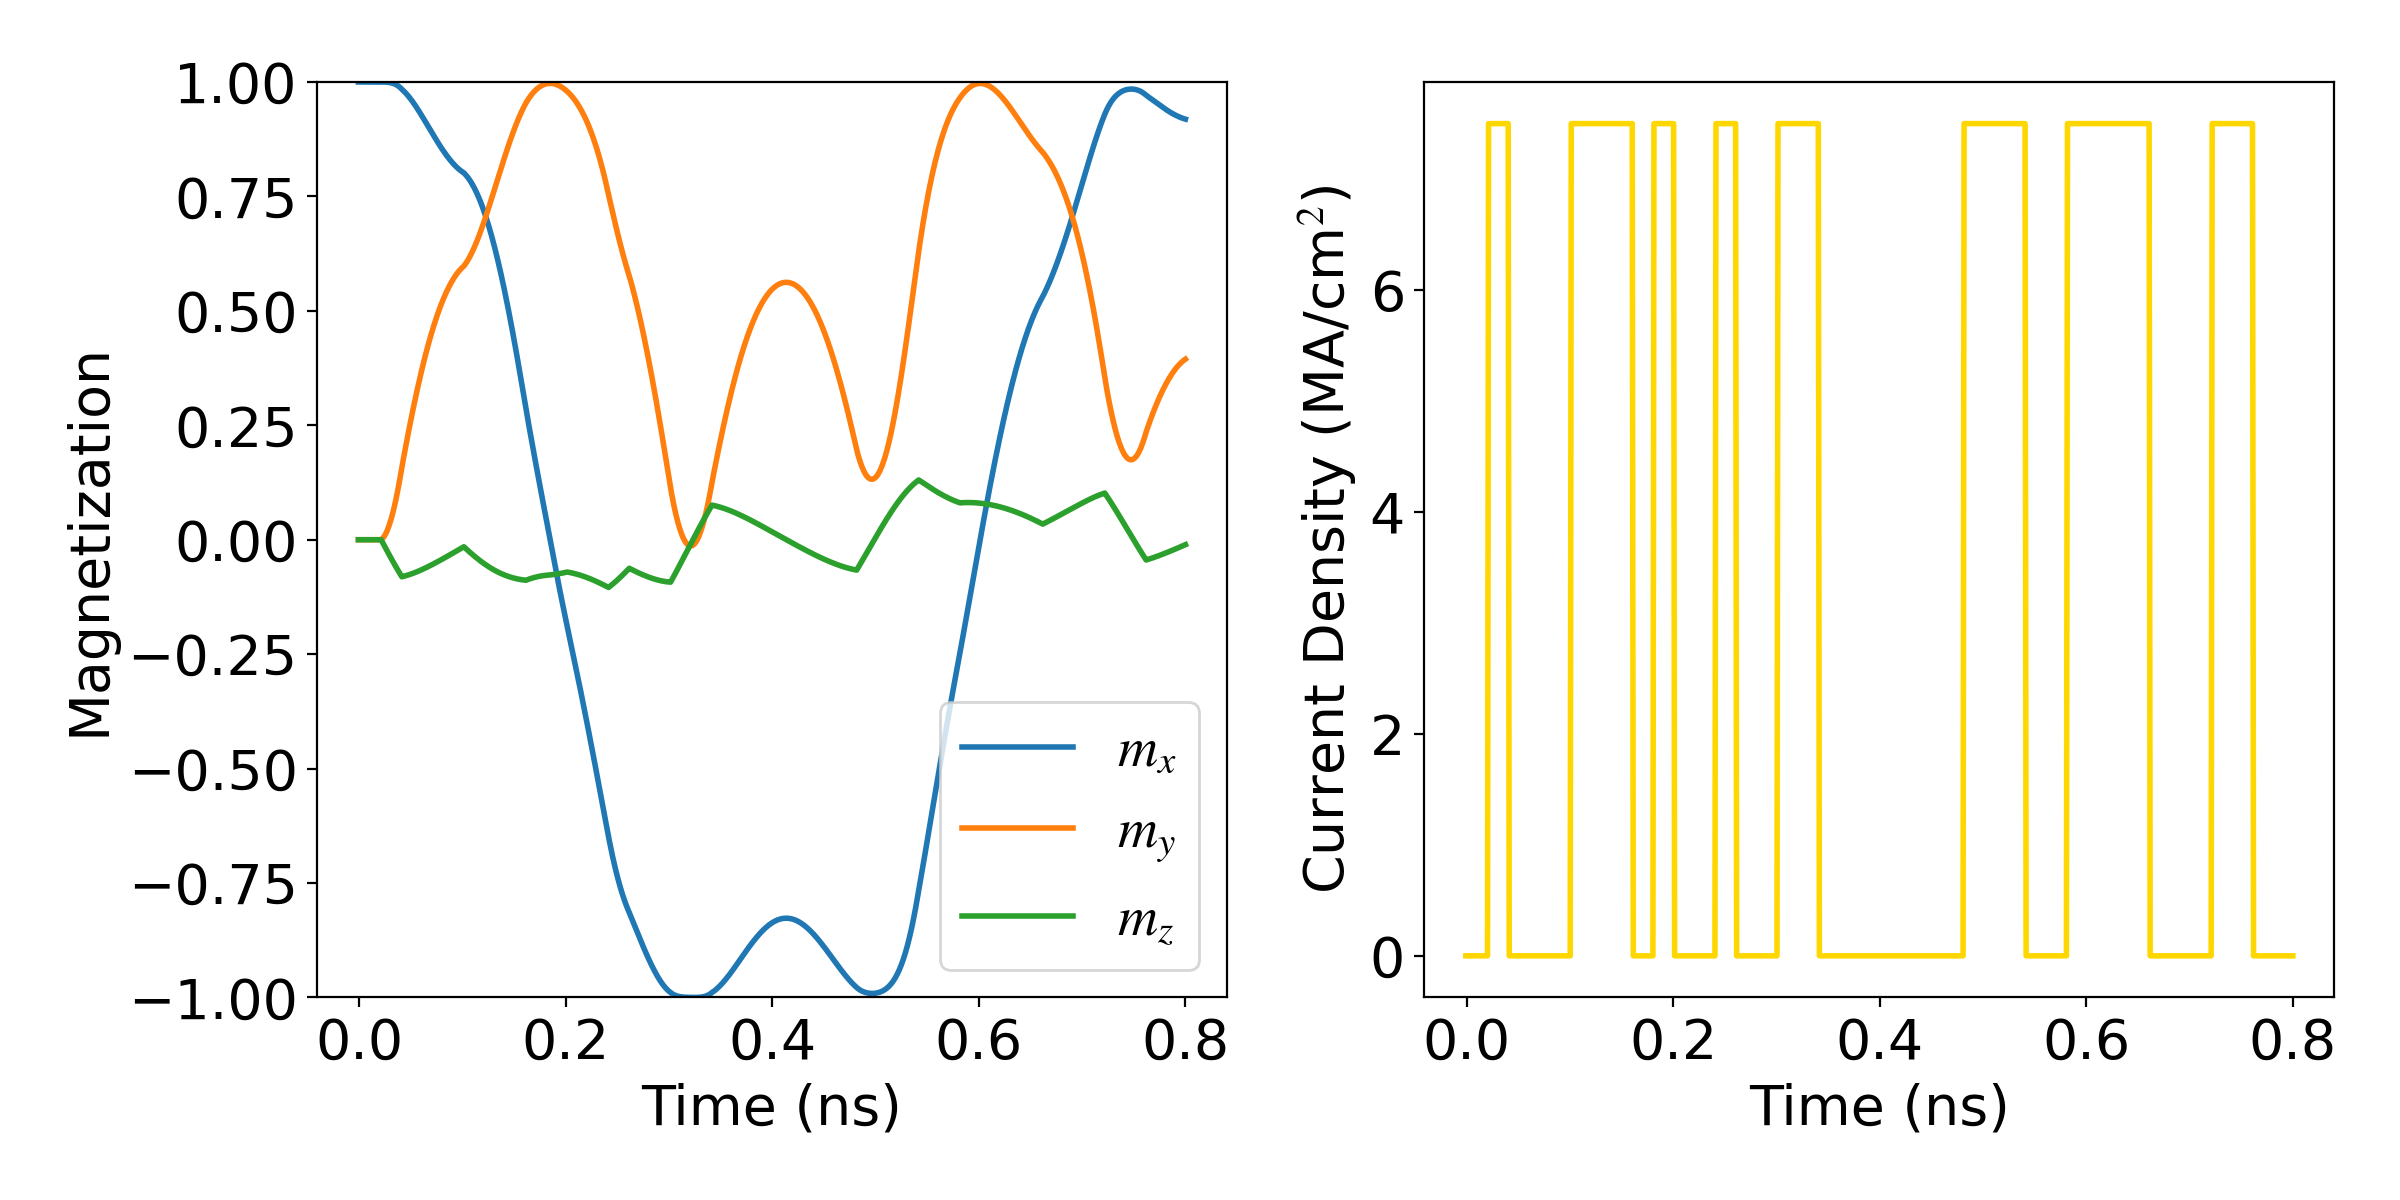 Magnetization
1.00
0.75
0.50
0.25
0.00
−0.25
−0.50
−0.75
−1.00
0.0 0.2 0.4 0.6 0.8
Time (ns)
m_x
m_y
m_z
Current Density (MA/cm²)
6
4
2
0
0.0 0.2 0.4 0.6 0.8
Time (ns)